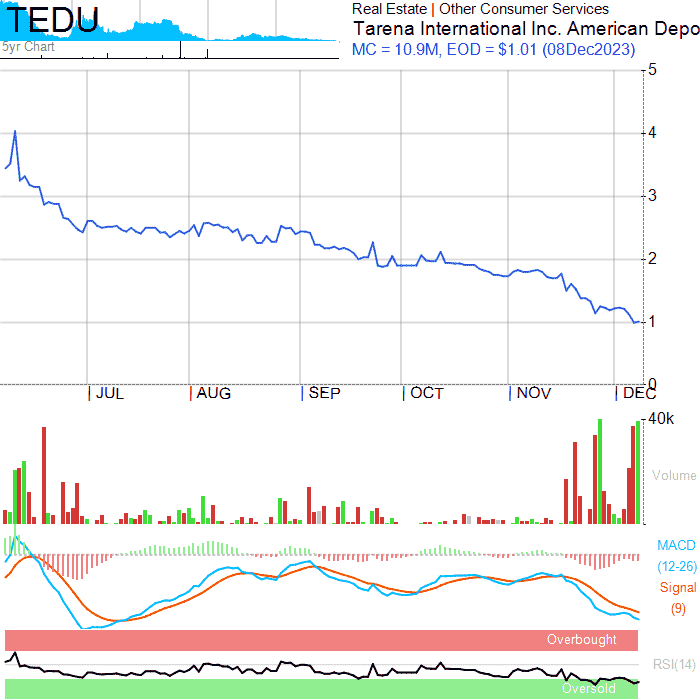 TEDU
5yr Chart
Real Estate | Other Consumer Services
Tarena International Inc. American Depo
MC = 10.9M, EOD = $1.01 (08Dec2023)
5
4
3
2
1
0
JUL
AUG
SEP
OCT
NOV
DEC
40k
Volume
MACD
(12-26)
Signal
(9)
Overbought
RSI(14)
Oversold